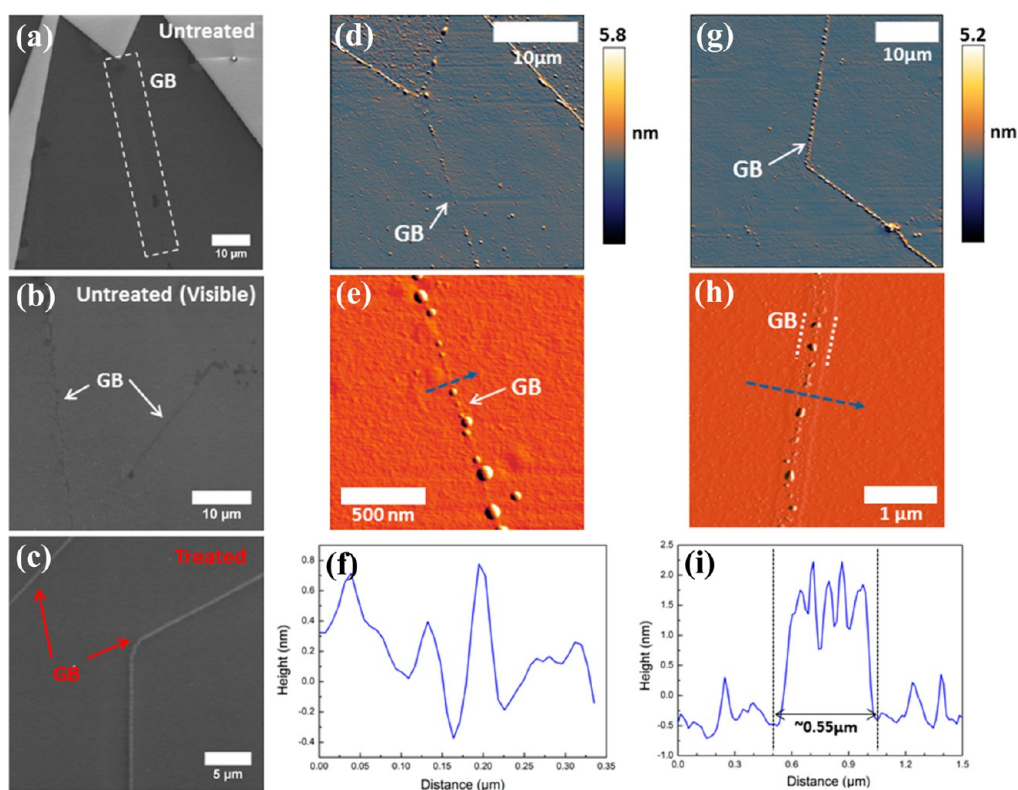 (a)
Untreated
GB
10 µm
(b)
Untreated (Visible)
GB
10 µm
(c)
Treated
GB
5 µm
(d)
10µm
GB
5.8
nm
(e)
GB
500 nm
(f)
Height (nm)
0.8
0.6
0.4
0.2
0.0
-0.2
-0.4
0.00 0.05 0.10 0.15 0.20 0.25 0.30 0.35
Distance (µm)
(g)
10µm
GB
5.2
nm
(h)
GB
1 µm
(i)
Height (nm)
2.5
2.0
1.5
1.0
0.5
0.0
-0.5
-1.0
~0.55µm
0.0 0.3 0.6 0.9 1.2 1.5
Distance (µm)